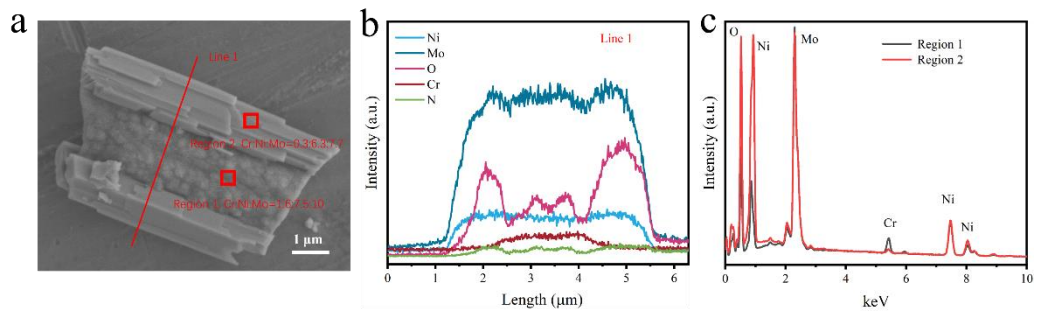 a
Line 1
Region 2 Cr:Ni:Mo=0.3:6.3:7.7
Region 1 Cr:Ni:Mo=1.6:7.5:10
1 μm
b
Ni
Mo
O
Cr
N
Line 1
Intensity (a.u.)
0 1 2 3 4 5 6
Length (μm)
c
O
Ni
Mo
Region 1
Region 2
Cr
Ni
Ni
Intensity (a.u.)
0 2 4 6 8 10
keV